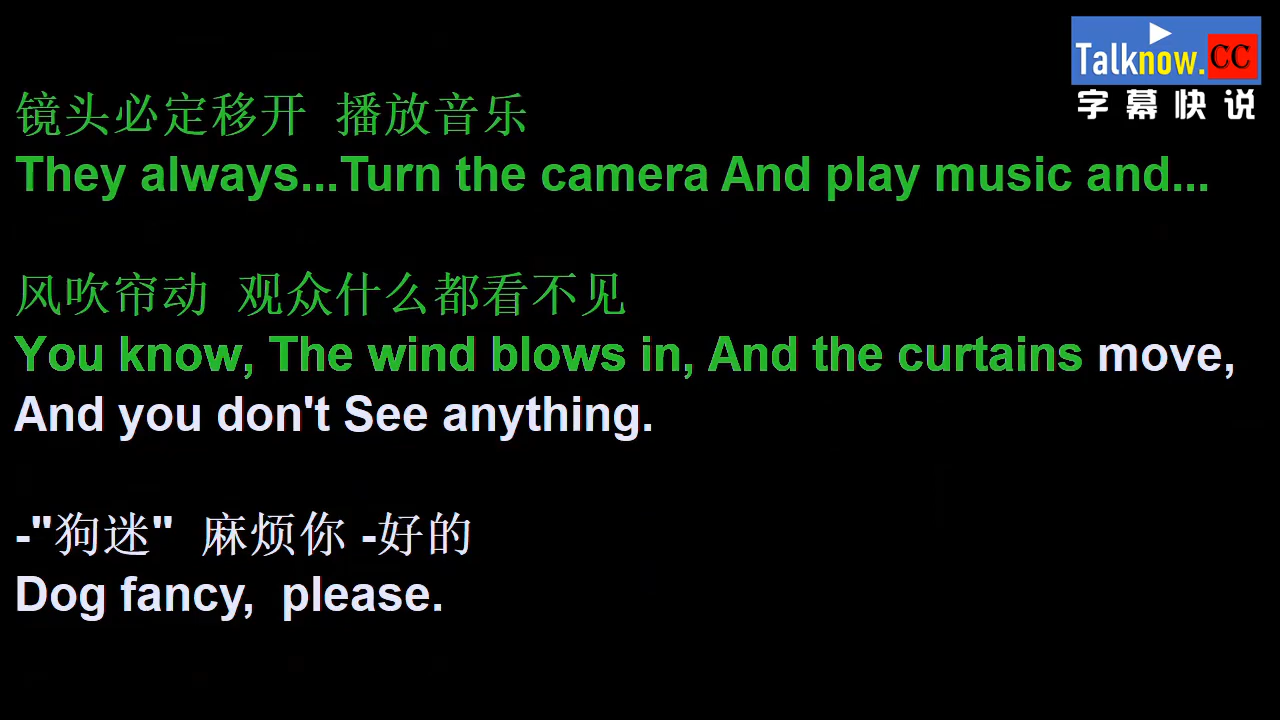 Talknow.CC
字幕快说
镜头必定移开 播放音乐
They always...Turn the camera And play music and...
风吹帘动 观众什么都看不见
You know, The wind blows in, And the curtains move,
And you don't See anything.
-"狗迷" 麻烦你 -好的
Dog fancy, please.